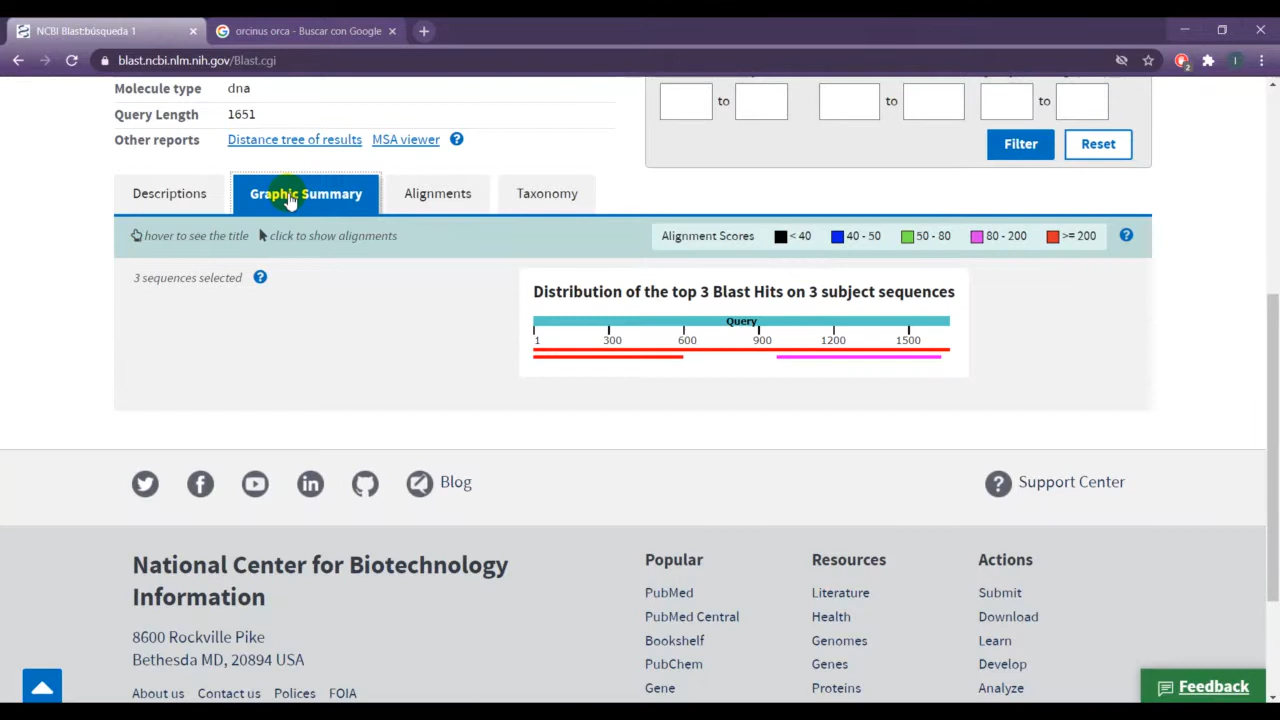 NCBI Blast:búsqueda 1
orcinus orca - Buscar con Google
blast.ncbi.nlm.nih.gov/Blast.cgi
2
I
Molecule type dna
Query Length 1651
Other reports Distance tree of results MSA viewer ?
to to to
Filter Reset
Descriptions Graphic Summary Alignments Taxonomy
hover to see the title click to show alignments Alignment Scores < 40 40 - 50 50 - 80 80 - 200 >= 200 ?
3 sequences selected ?
Distribution of the top 3 Blast Hits on 3 subject sequences
Query
1 300 600 900 1200 1500
Blog ? Support Center
National Center for Biotechnology
Information
8600 Rockville Pike
Bethesda MD, 20894 USA
About us Contact us Polices FOIA
Popular
PubMed
PubMed Central
Bookshelf
PubChem
Gene
Resources
Literature
Health
Genomes
Genes
Proteins
Actions
Submit
Download
Learn
Develop
Analyze
Feedback